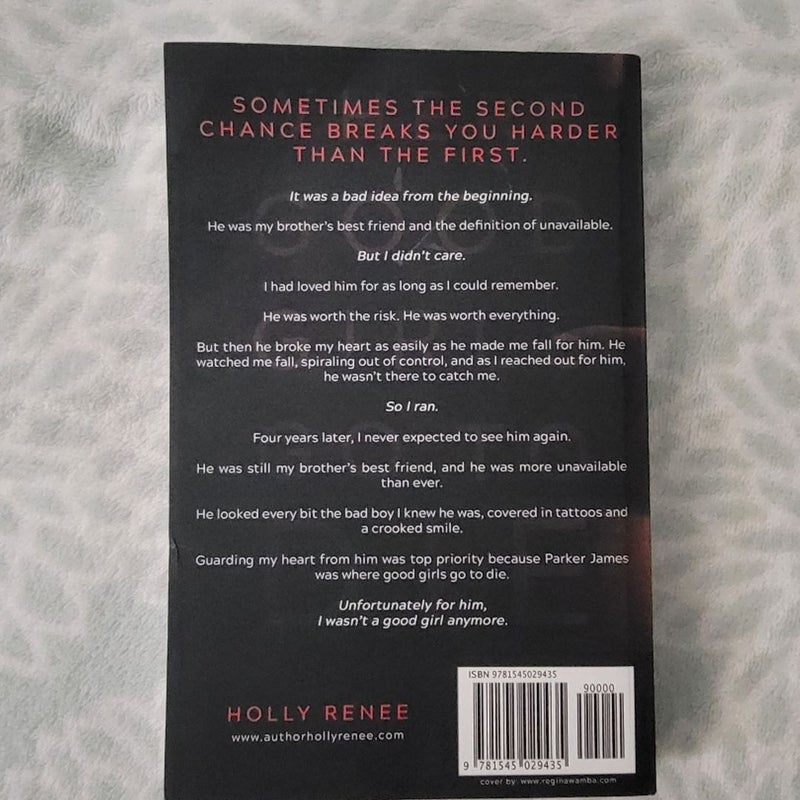 SOMETIMES THE SECOND
CHANCE BREAKS YOU HARDER
THAN THE FIRST.
It was a bad idea from the beginning.
He was my brother's best friend and the definition of unavailable.
But I didn't care.
I had loved him for as long as I could remember.
He was worth the risk. He was worth everything.
But then he broke my heart as easily as he made me fall for him. He
watched me fall, spiraling out of control, and as I reached out for him,
he wasn't there to catch me.
So I ran.
Four years later, I never expected to see him again.
He was still my brother's best friend, and he was more unavailable
than ever.
He looked every bit the bad boy I knew he was, covered in tattoos and
a crooked smile.
Guarding my heart from him was top priority because Parker James
was where good girls go to die.
Unfortunately for him,
I wasn't a good girl anymore.
ISBN 9781545029435
90000
HOLLY RENEE
www.authorhollyrenee.com
9 781545 029435
cover by: www.reginawamba.com